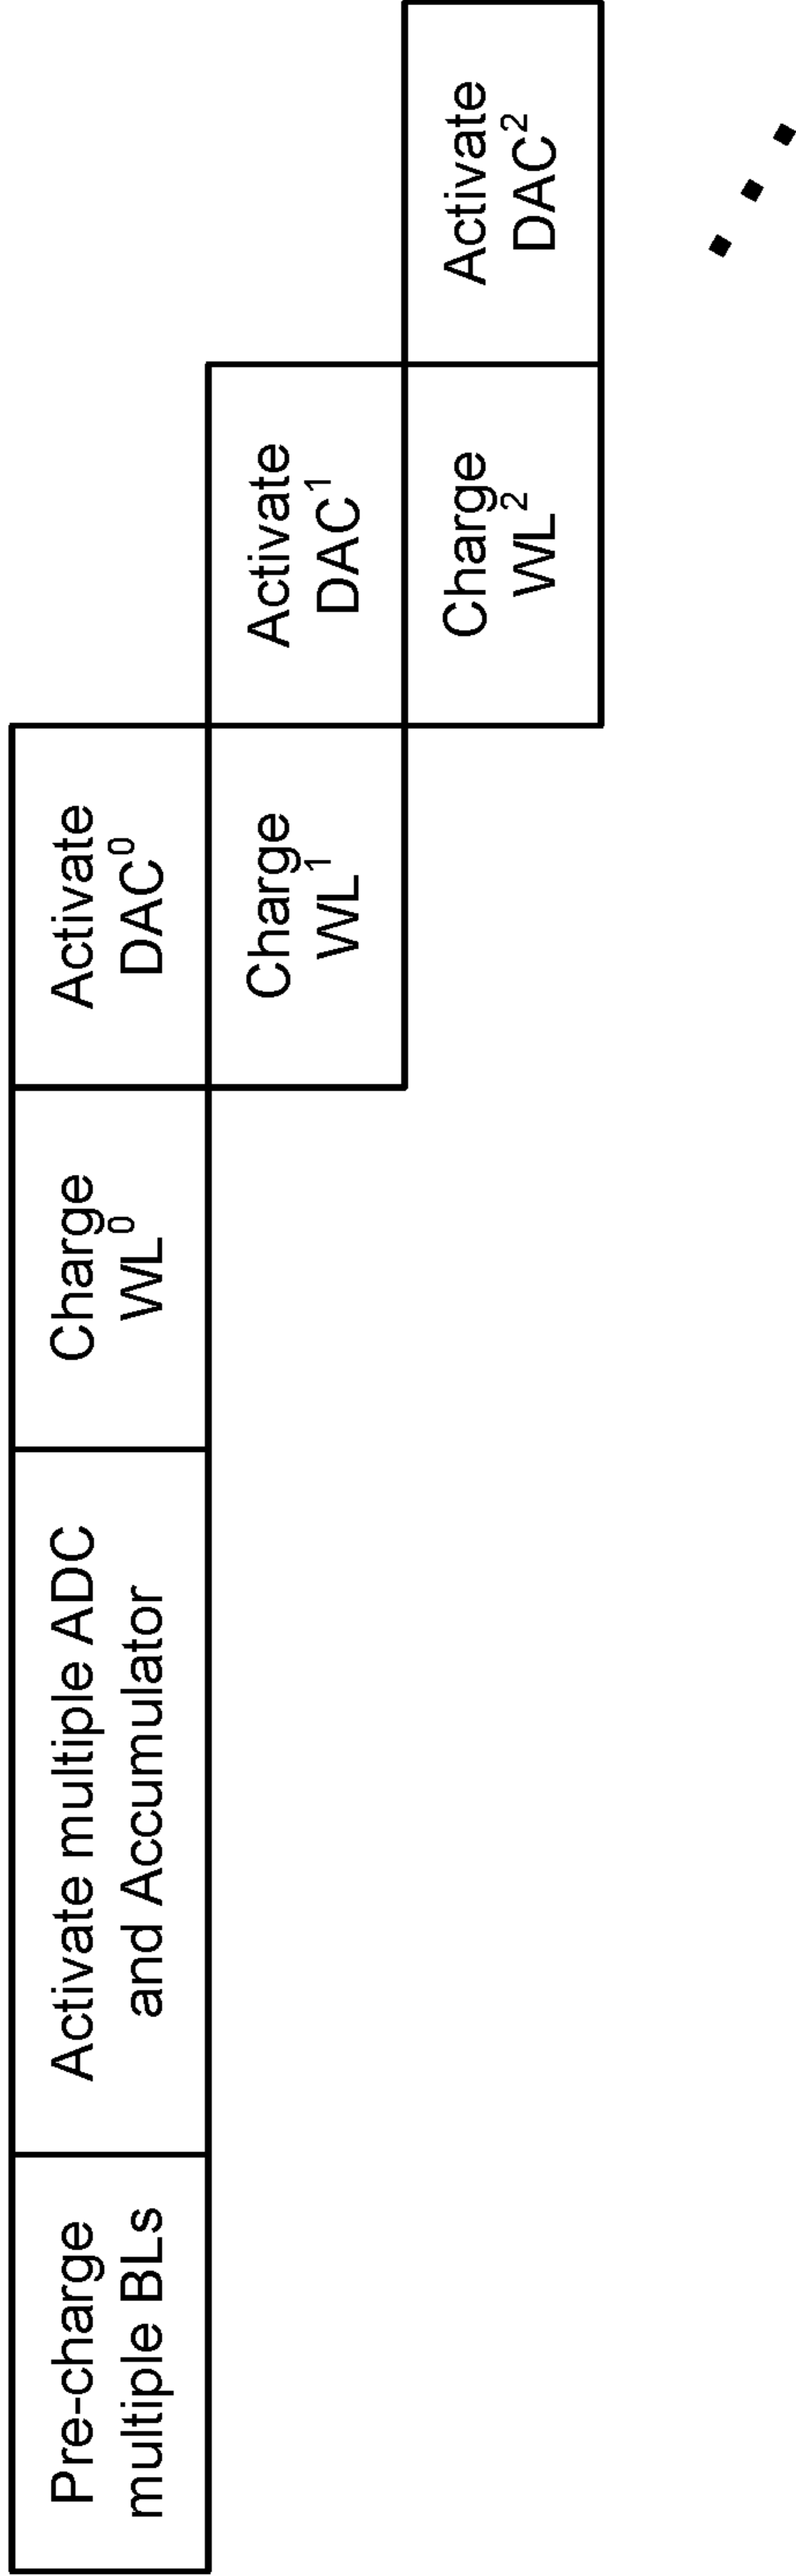 Pre-charge
multiple BLs
Activate multiple ADC
and Accumulator
Charge
WL⁰
Activate
DAC⁰
Charge
WL¹
Activate
DAC¹
Charge
WL²
Activate
DAC²